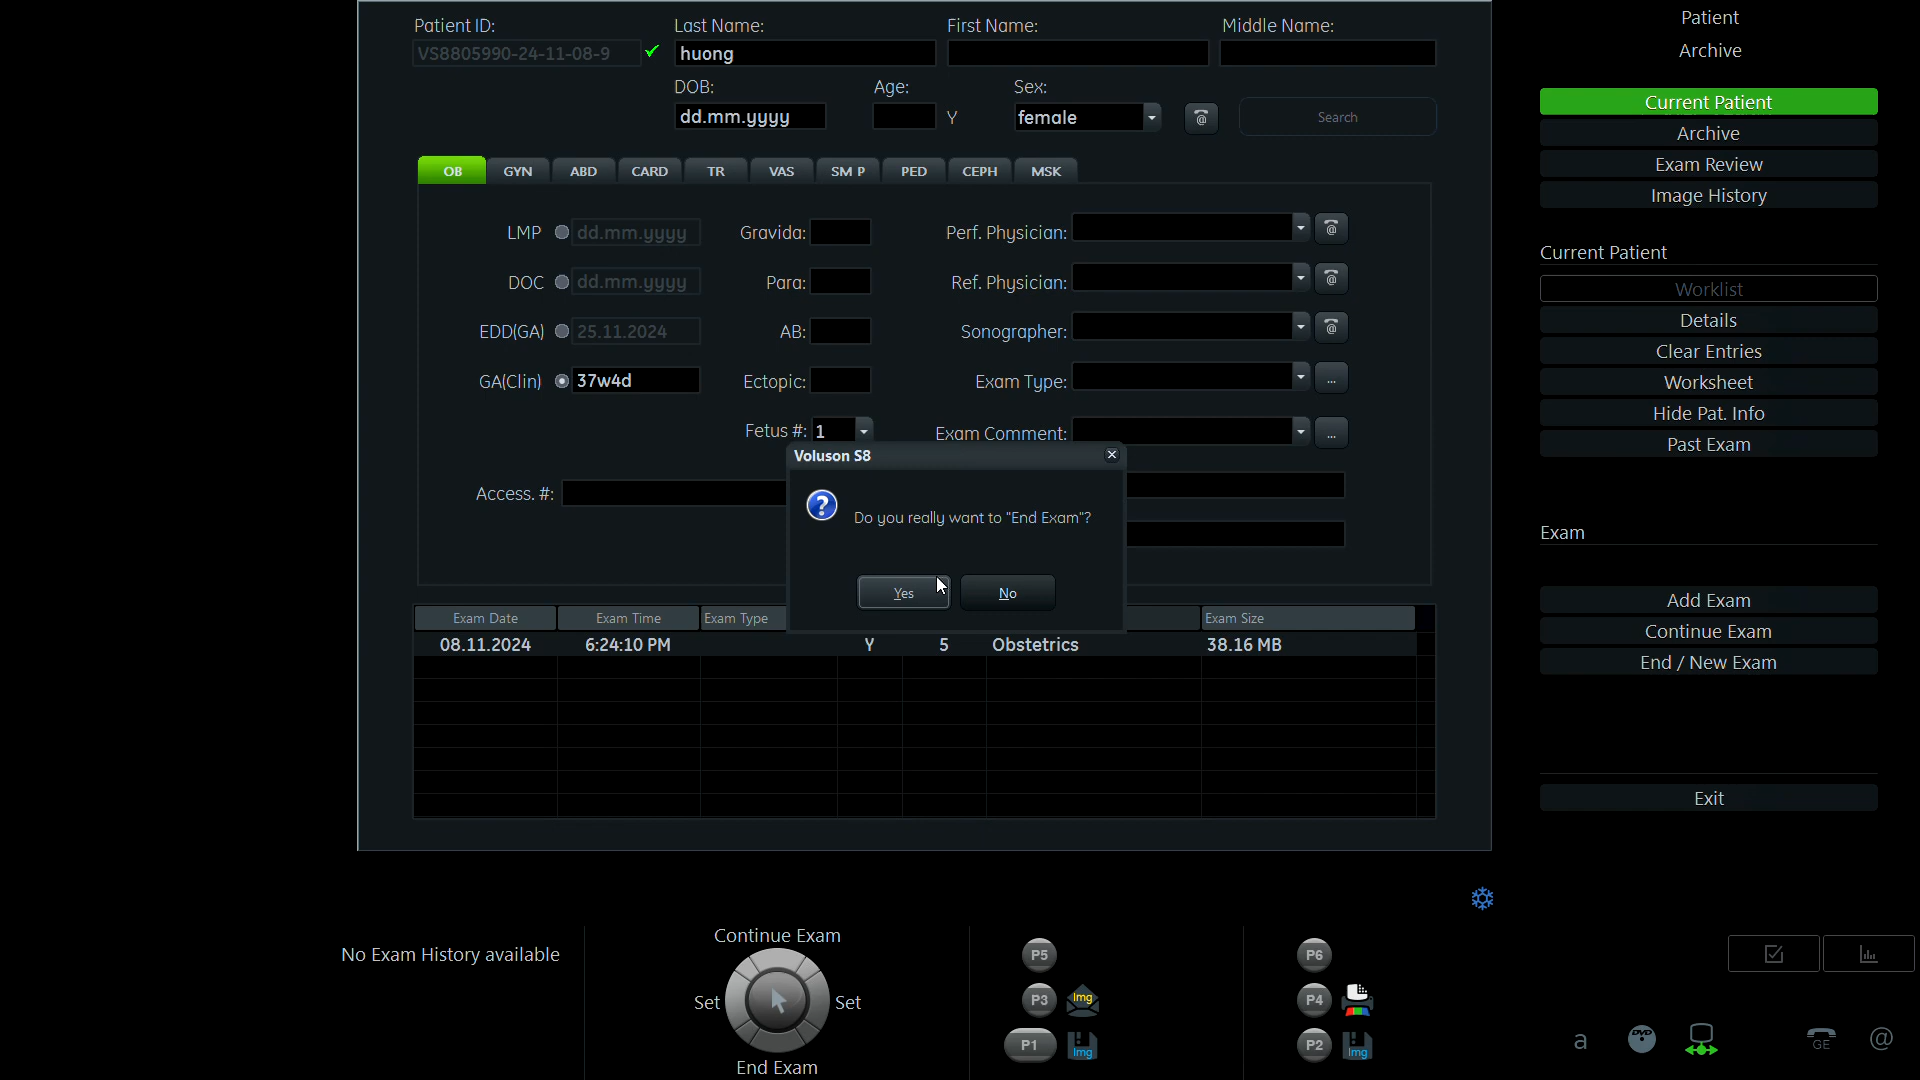 Patient ID: Last Name: First Name: Middle Name:
VS8805990-24-11-08-9 huong
DOB: Age: Sex:
dd.mm.yyyy Y female @ Search
OB GYN ABD CARD TR VAS SM P PED CEPH MSK
LMP dd.mm.yyyy Gravida: Perf. Physician: @
DOC dd.mm.yyyy Para: Ref. Physician: @
EDD(GA) 25.11.2024 AB: Sonographer: @
GA(Clin) 37w4d Ectopic: Exam Type: ...
Fetus #: 1 Exam Comment: ...
Access. #:
Voluson S8
Do you really want to "End Exam"?
Yes No
Exam Date Exam Time Exam Type Exam Size
08.11.2024 6:24:10 PM Y 5 Obstetrics 38.16 MB
Patient
Archive
Current Patient
Archive
Exam Review
Image History
Current Patient
Worklist
Details
Clear Entries
Worksheet
Hide Pat. Info
Past Exam
Exam
Add Exam
Continue Exam
End / New Exam
Exit
No Exam History available
Continue Exam
Set Set
End Exam
P5 P6
P3 Img P4
P1 Img P2 Img
a DVD GE @